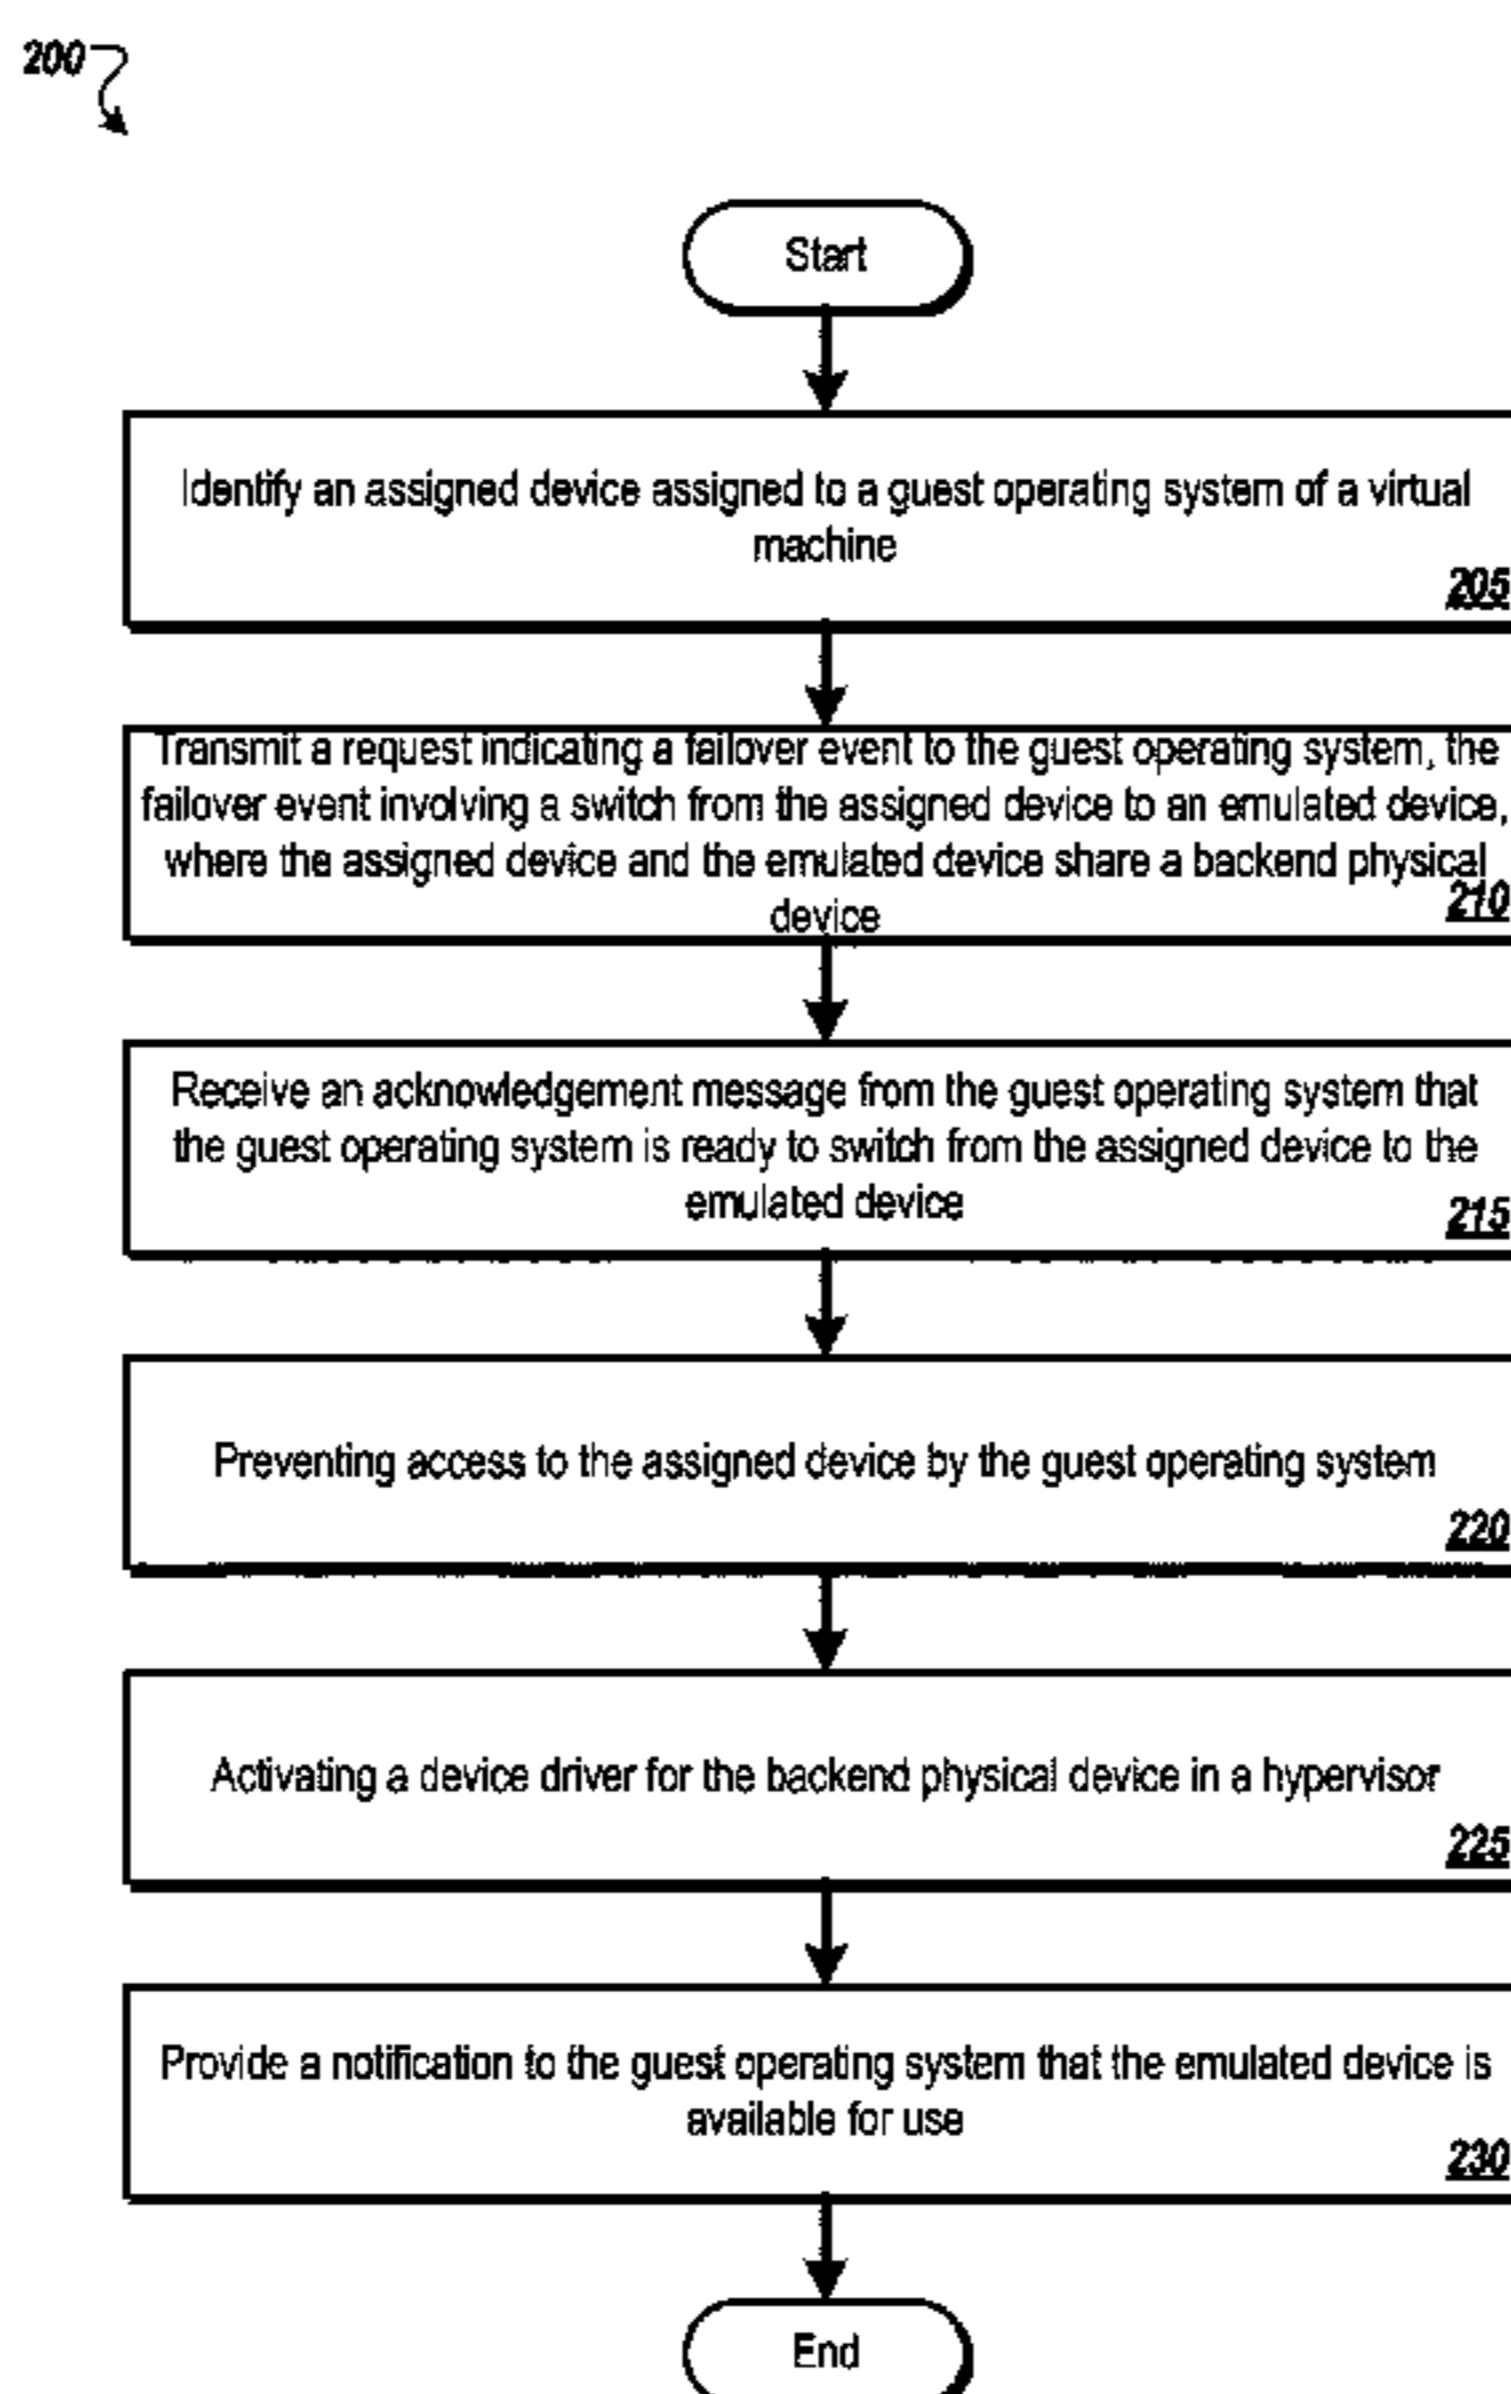 200
Start
Identify an assigned device assigned to a guest operating system of a virtual
machine
205
Transmit a request indicating a failover event to the guest operating system, the
failover event involving a switch from the assigned device to an emulated device,
where the assigned device and the emulated device share a backend physical
device
210
Receive an acknowledgement message from the guest operating system that
the guest operating system is ready to switch from the assigned device to the
emulated device
215
Preventing access to the assigned device by the guest operating system
220
Activating a device driver for the backend physical device in a hypervisor
225
Provide a notification to the guest operating system that the emulated device is
available for use
230
End